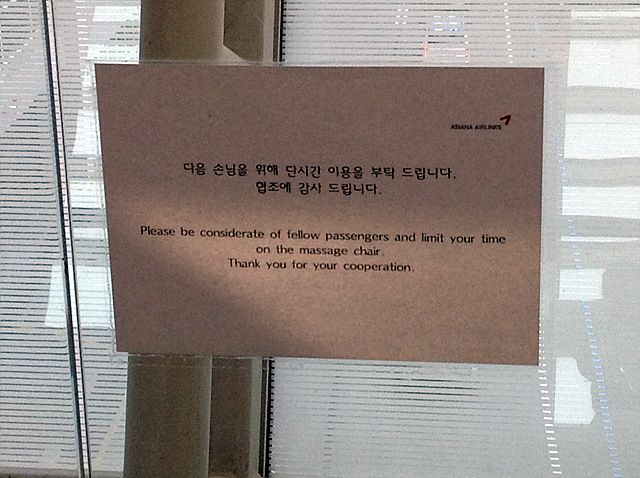 ASIANA AIRLINES
다음 손님을 위해 단시간 이용을 부탁 드립니다.
협조에 감사 드립니다.
Please be considerate of fellow passengers and limit your time
on the massage chair.
Thank you for your cooperation.